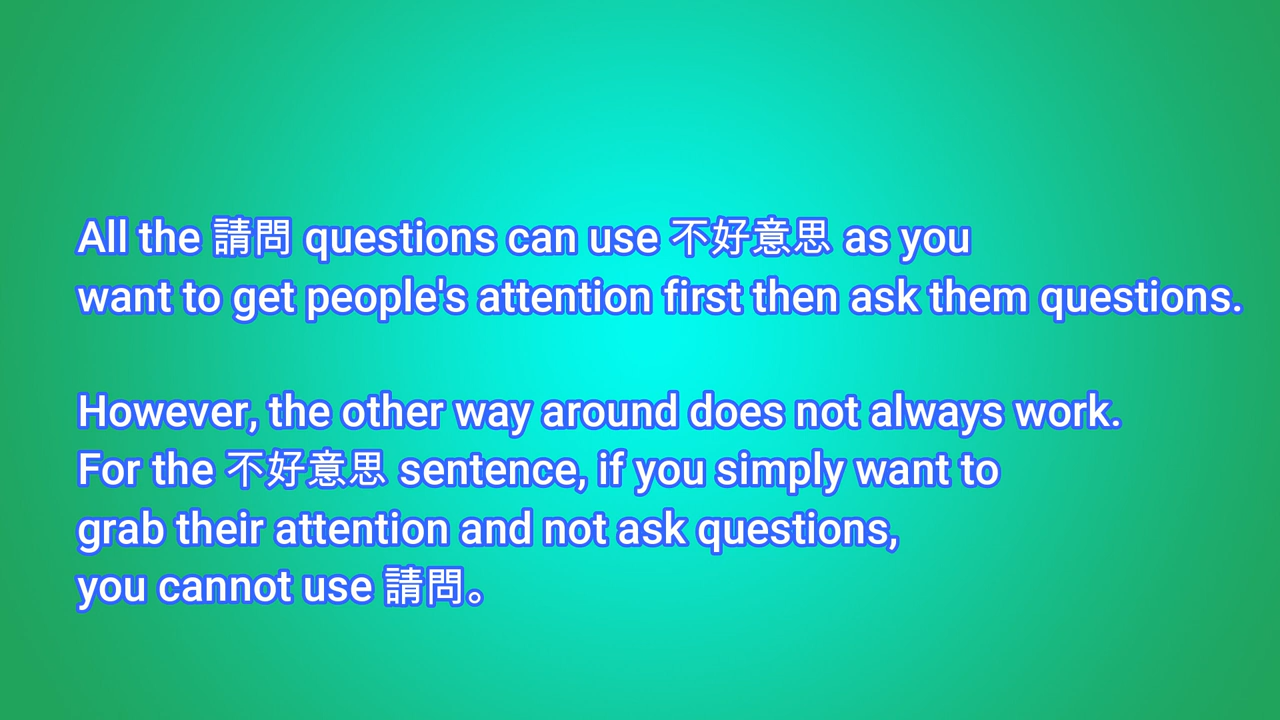 All the 請問 questions can use 不好意思 as you
want to get people's attention first then ask them questions.
However, the other way around does not always work.
For the 不好意思 sentence, if you simply want to
grab their attention and not ask questions,
you cannot use 請問。